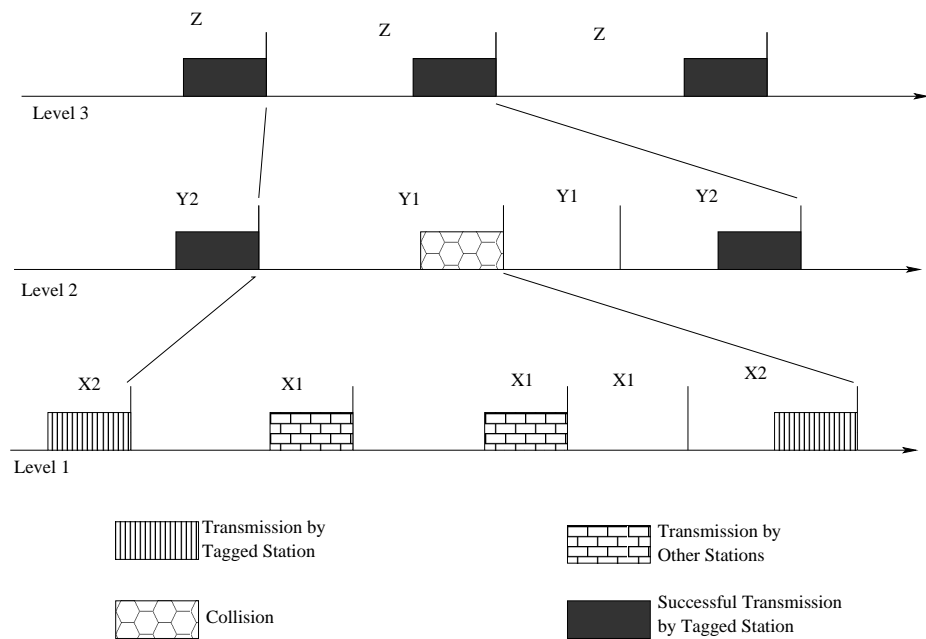 Z
Z
Z
Level 3
Y2
Y1
Y1
Y2
Level 2
X2
X1
X1
X1
X2
Level 1
Transmission by
Tagged Station
Transmission by
Other Stations
Collision
Successful Transmission
by Tagged Station